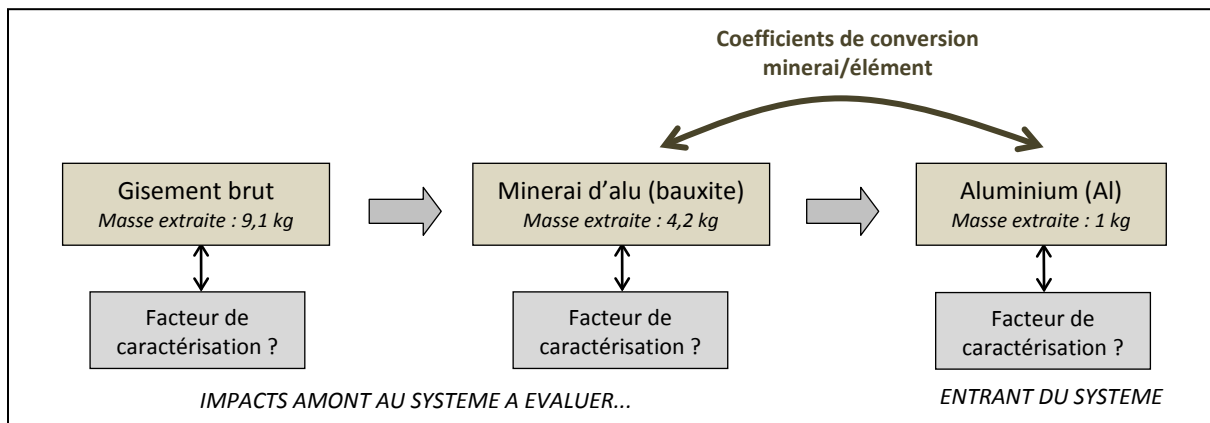 Coefficients de conversion
minerai/élément
Gisement brut
Masse extraite : 9,1 kg
Minerai d'alu (bauxite)
Masse extraite : 4,2 kg
Aluminium (Al)
Masse extraite : 1 kg
Facteur de
caractérisation ?
Facteur de
caractérisation ?
Facteur de
caractérisation ?
IMPACTS AMONT AU SYSTEME A EVALUER...
ENTRANT DU SYSTEME